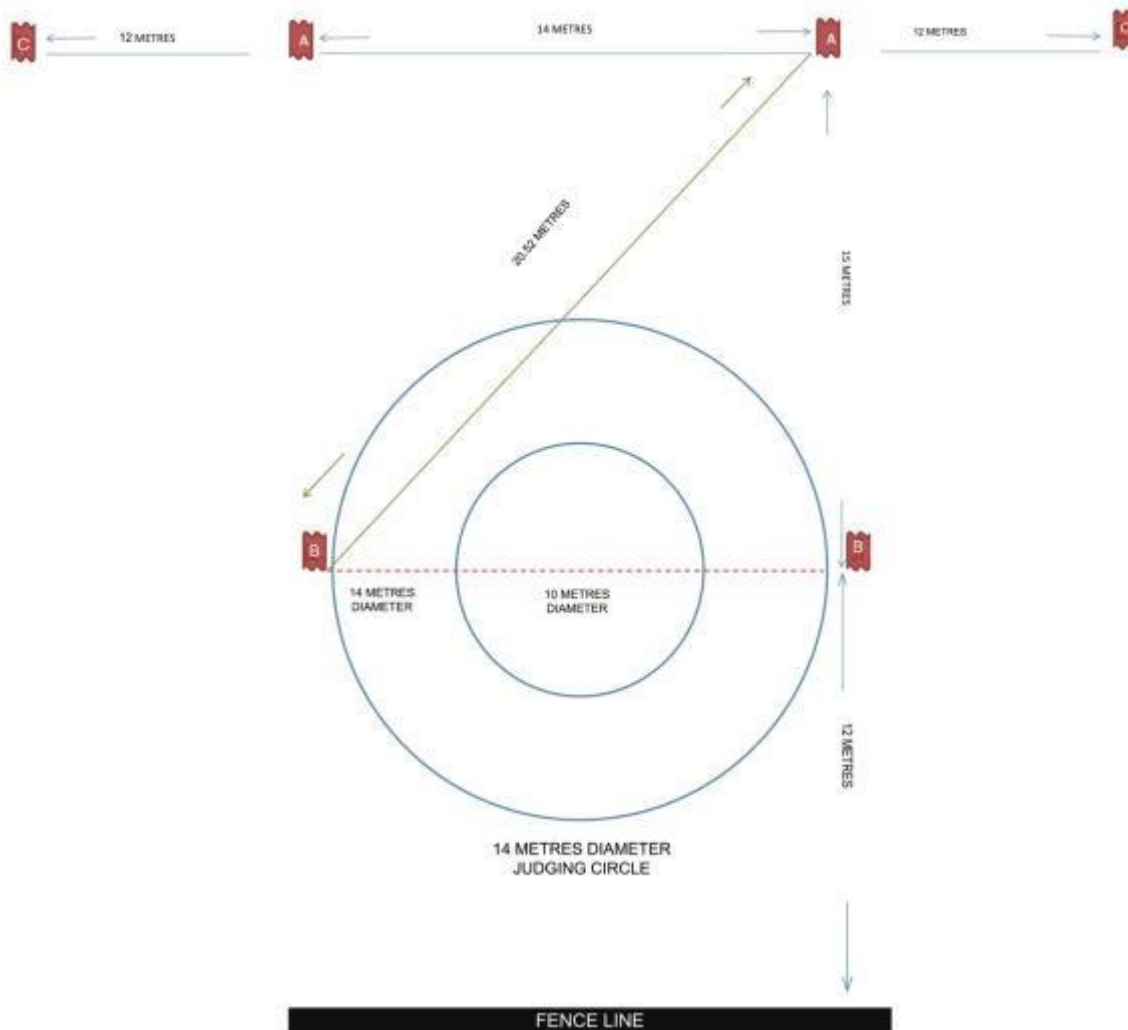 C
12 METRES
A
14 METRES
A
12 METRES
C
20.52 METRES
15 METRES
B
B
14 METRES
DIAMETER
10 METRES
DIAMETER
12 METRES
14 METRES DIAMETER
JUDGING CIRCLE
FENCE LINE